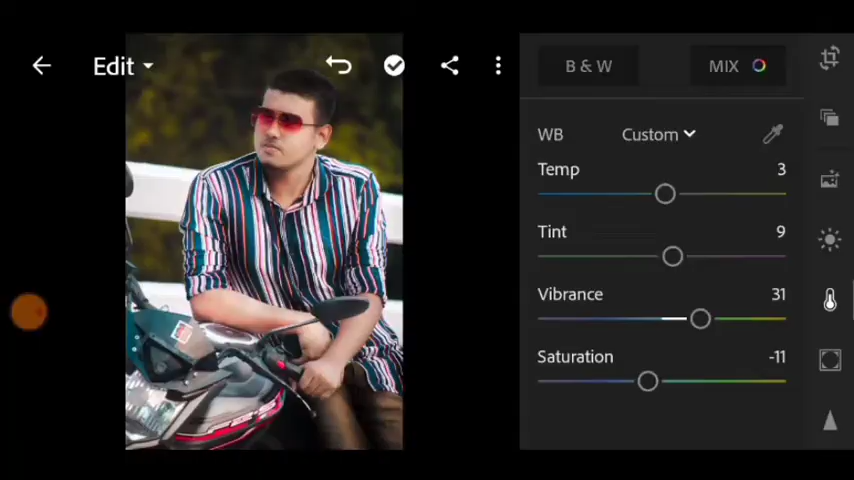 Edit
B & W
MIX
WB
Custom
Temp
3
Tint
9
Vibrance
31
Saturation
-11